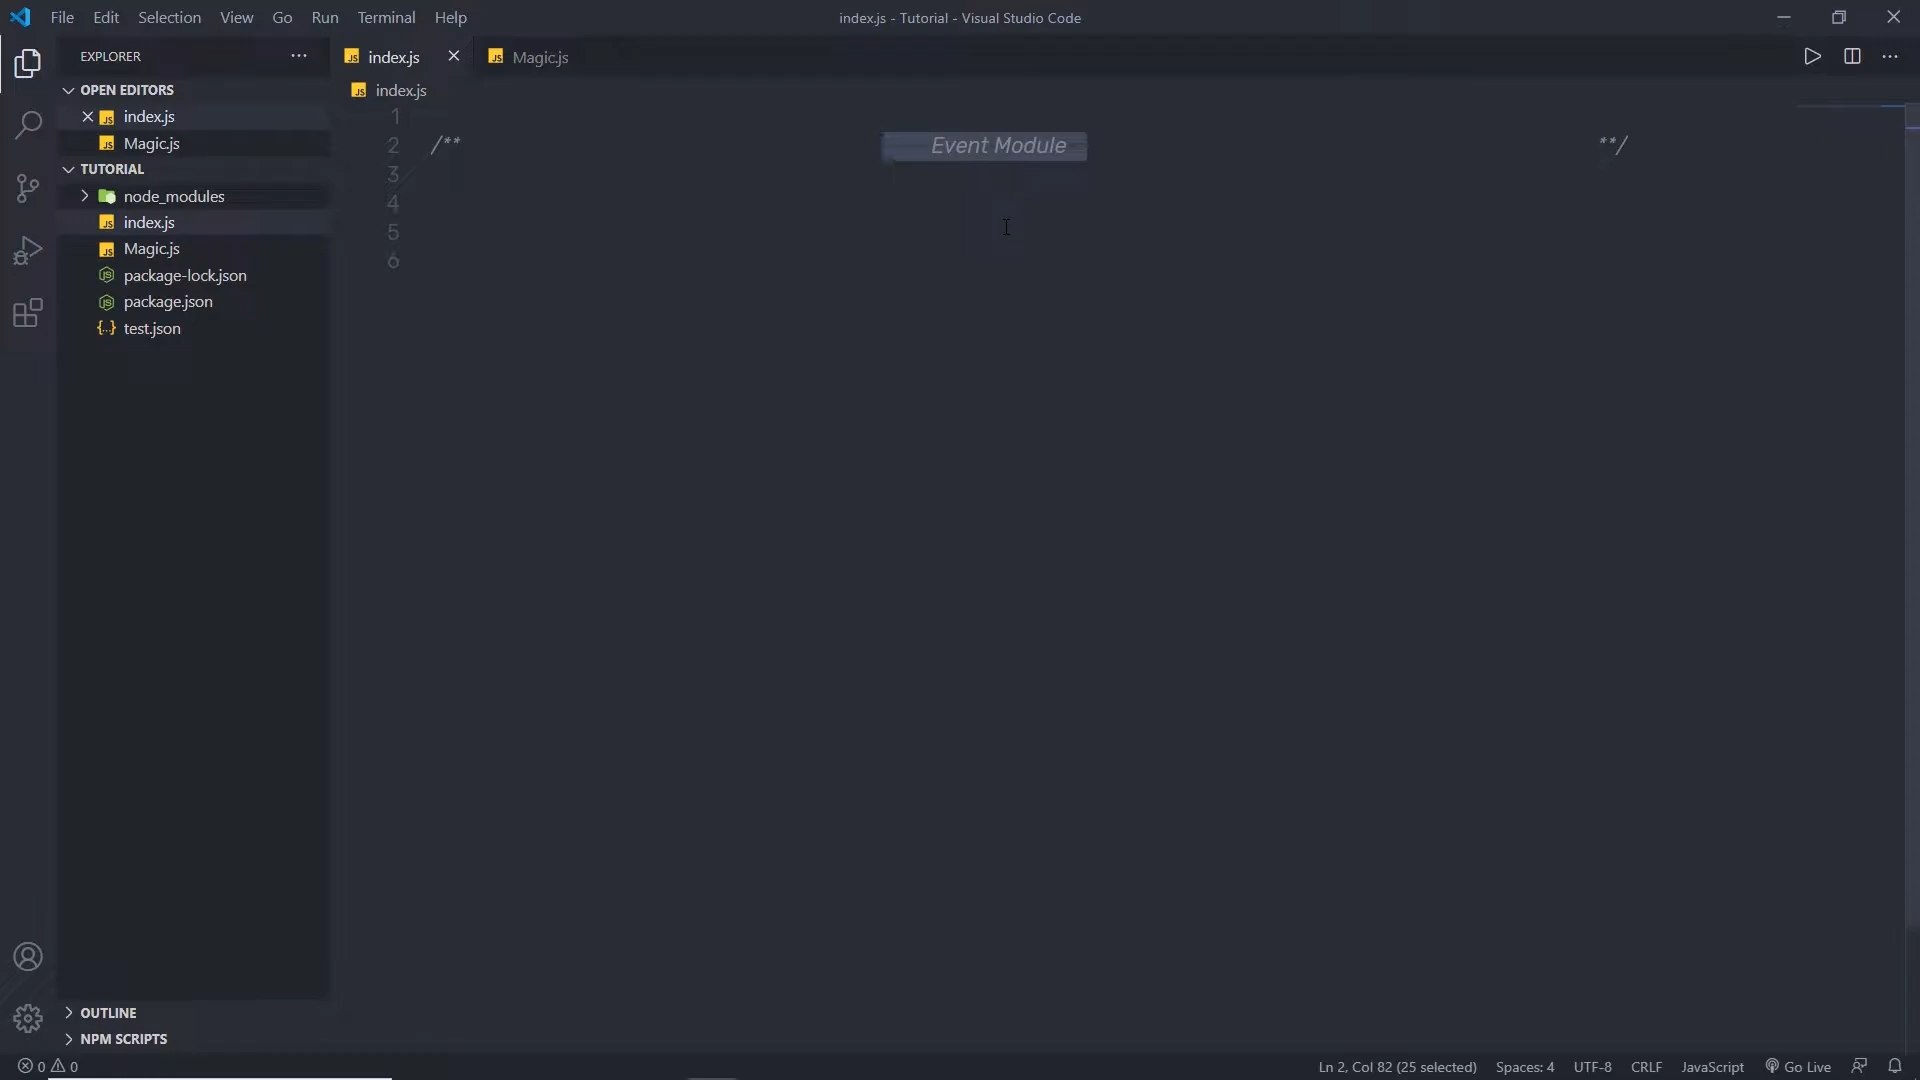 File Edit Selection View Go Run Terminal Help
index.js - Tutorial - Visual Studio Code
EXPLORER
index.js
Magic.js
OPEN EDITORS
index.js
Magic.js
TUTORIAL
node_modules
index.js
Magic.js
package-lock.json
package.json
test.json
index.js
1
2 /** Event Module **/
3
4
5
6
OUTLINE
NPM SCRIPTS
0 0
Ln 2, Col 82 (25 selected) Spaces: 4 UTF-8 CRLF JavaScript Go Live